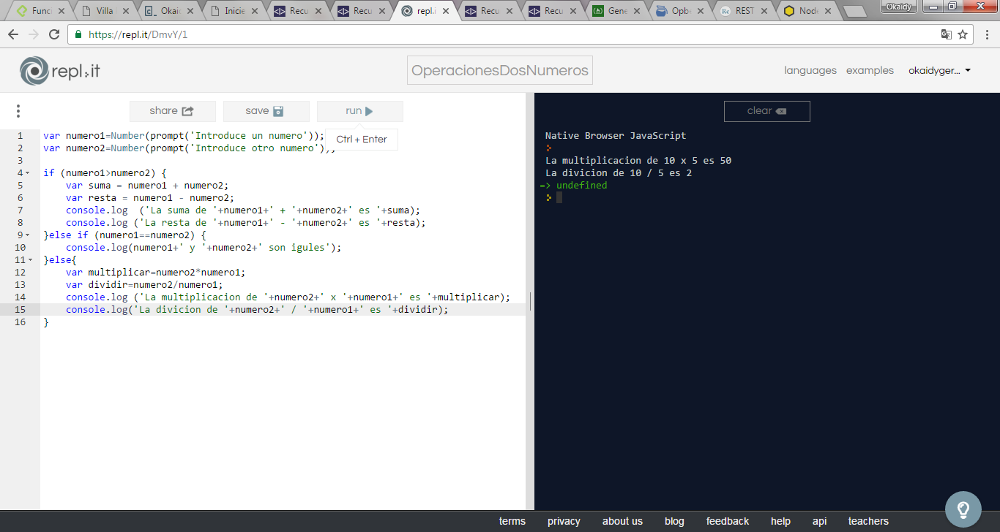 Func Villa Okai Inicie Recu Recu repl.i Recu Recu Gene Opb REST Node Okaidy
https://repl.it/DmvY/1
repl.it OperacionesDosNumeros languages examples okaidyger...
share save run clear
Ctrl + Enter
1 var numero1=Number(prompt('Introduce un numero'));
2 var numero2=Number(prompt('Introduce otro numero'));
3
4 if (numero1>numero2) {
5 var suma = numero1 + numero2;
6 var resta = numero1 - numero2;
7 console.log  ('La suma de '+numero1+' + '+numero2+' es '+suma);
8 console.log ('La resta de '+numero1+' - '+numero2+' es '+resta);
9 }else if (numero1==numero2) {
10 console.log(numero1+' y '+numero2+' son igules');
11 }else{
12 var multiplicar=numero2*numero1;
13 var dividir=numero2/numero1;
14 console.log ('La multiplicacion de '+numero2+' x '+numero1+' es '+multiplicar);
15 console.log('La divicion de '+numero2+' / '+numero1+' es '+dividir);
16 }
Native Browser JavaScript
La multiplicacion de 10 x 5 es 50
La divicion de 10 / 5 es 2
=> undefined
terms privacy about us blog feedback help api teachers